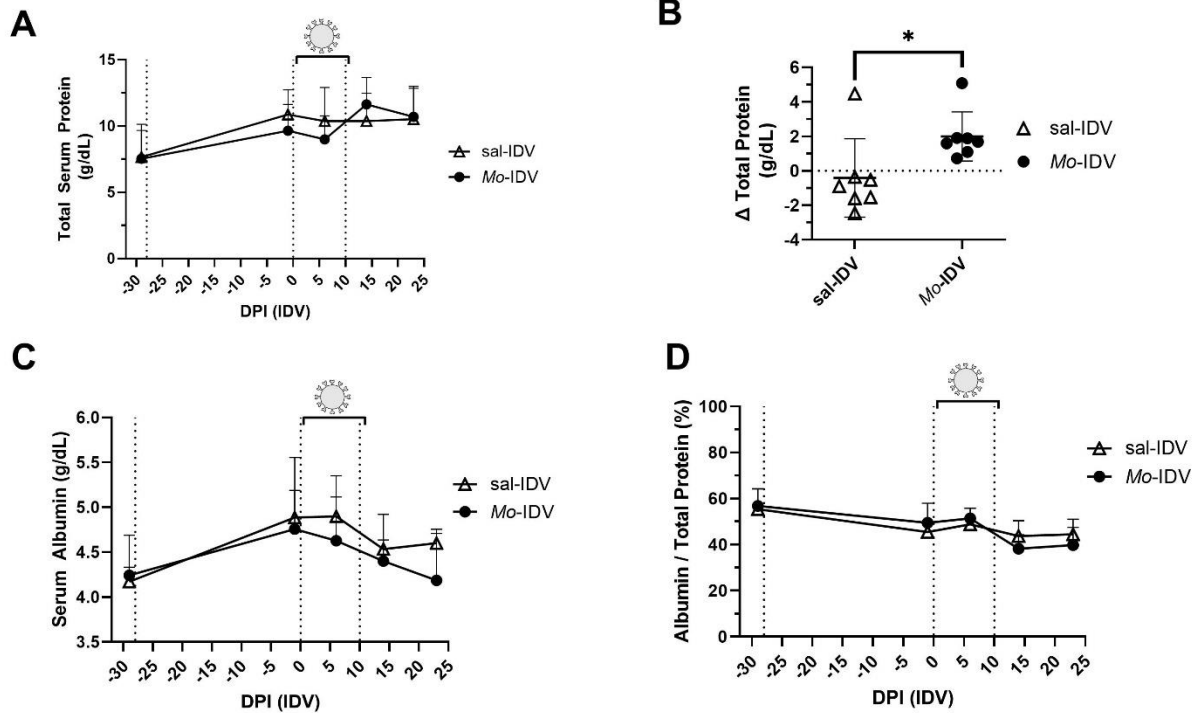 A
Total Serum Protein
(g/dL)
15
10
5
0
-30
-25
-20
-15
-10
-5
0
5
10
15
20
25
DPI (IDV)
sal-IDV
Mo-IDV
B
*
Δ Total Protein
(g/dL)
6
4
2
0
-2
-4
sal-IDV
Mo-IDV
sal-IDV
Mo-IDV
C
Serum Albumin (g/dL)
6.0
5.5
5.0
4.5
4.0
3.5
-30
-25
-20
-15
-10
-5
0
5
10
15
20
25
DPI (IDV)
sal-IDV
Mo-IDV
D
Albumin / Total Protein (%)
100
80
60
40
20
0
-30
-25
-20
-15
-10
-5
0
5
10
15
20
25
DPI (IDV)
sal-IDV
Mo-IDV